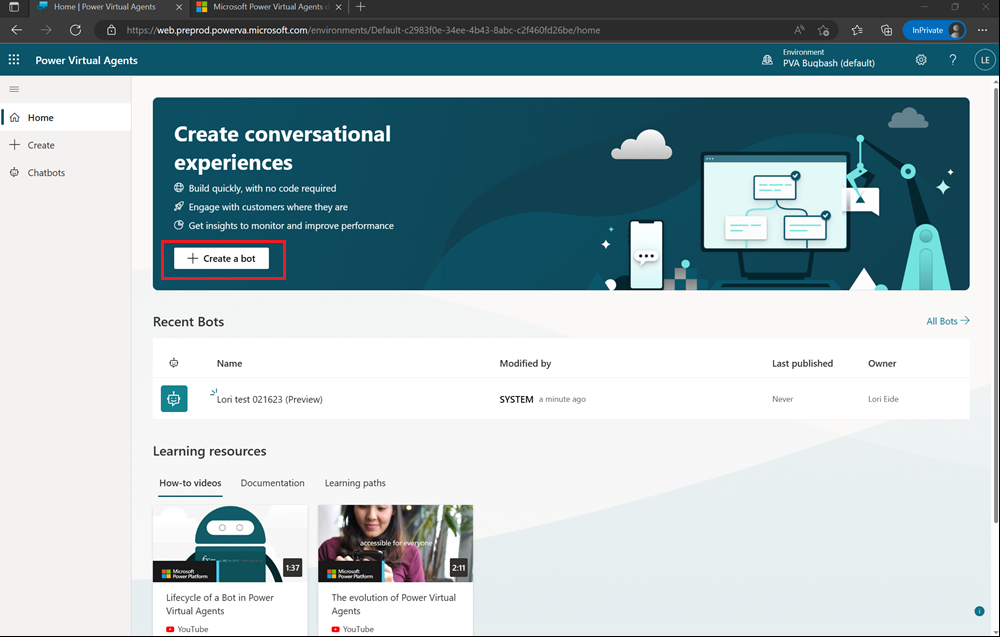 Home | Power Virtual Agents
Microsoft Power Virtual Agents
https://web.preprod.powerva.microsoft.com/environments/Default-c2983f0e-34ee-4b43-8abc-c2f460fd26be/home
InPrivate
Power Virtual Agents
Environment
PVA Bugbash (default)
?
LE
Home
Create
Chatbots
Create conversational
experiences
Build quickly, with no code required
Engage with customers where they are
Get insights to monitor and improve performance
Create a bot
Recent Bots
All Bots
Name
Modified by
Last published
Owner
Lori test 021623 (Preview)
SYSTEM a minute ago
Never
Lori Eide
Learning resources
How-to videos
Documentation
Learning paths
Microsoft
Power Platform
1:37
accessible for everyone
Microsoft
Power Platform
2:11
Lifecycle of a Bot in Power
Virtual Agents
YouTube
The evolution of Power Virtual
Agents
YouTube